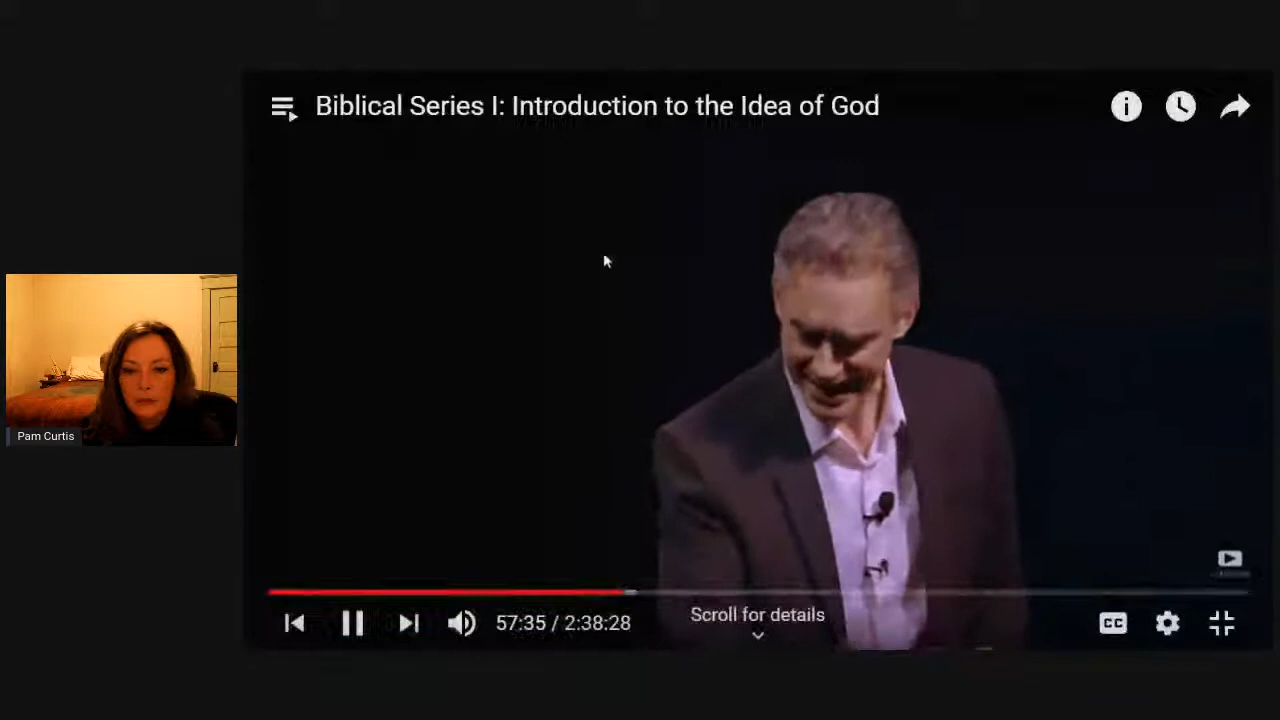 Biblical Series I: Introduction to the Idea of God
Pam Curtis
57:35 / 2:38:28
Scroll for details
CC